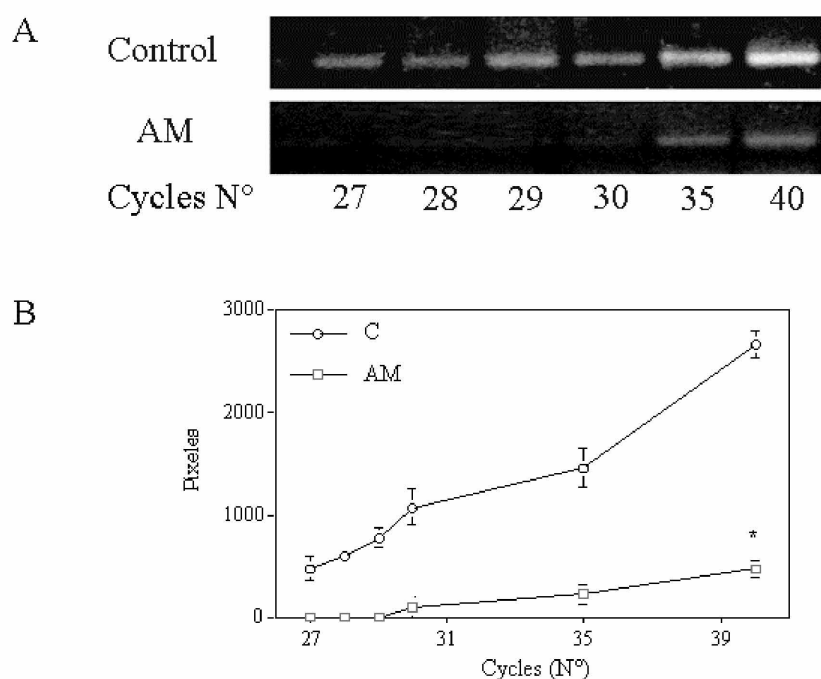 A
Control
AM
Cycles N° 27 28 29 30 35 40
B
3000
C
AM
2000
Pixeles
1000
*
0
27 31 35 39
Cycles (N°)